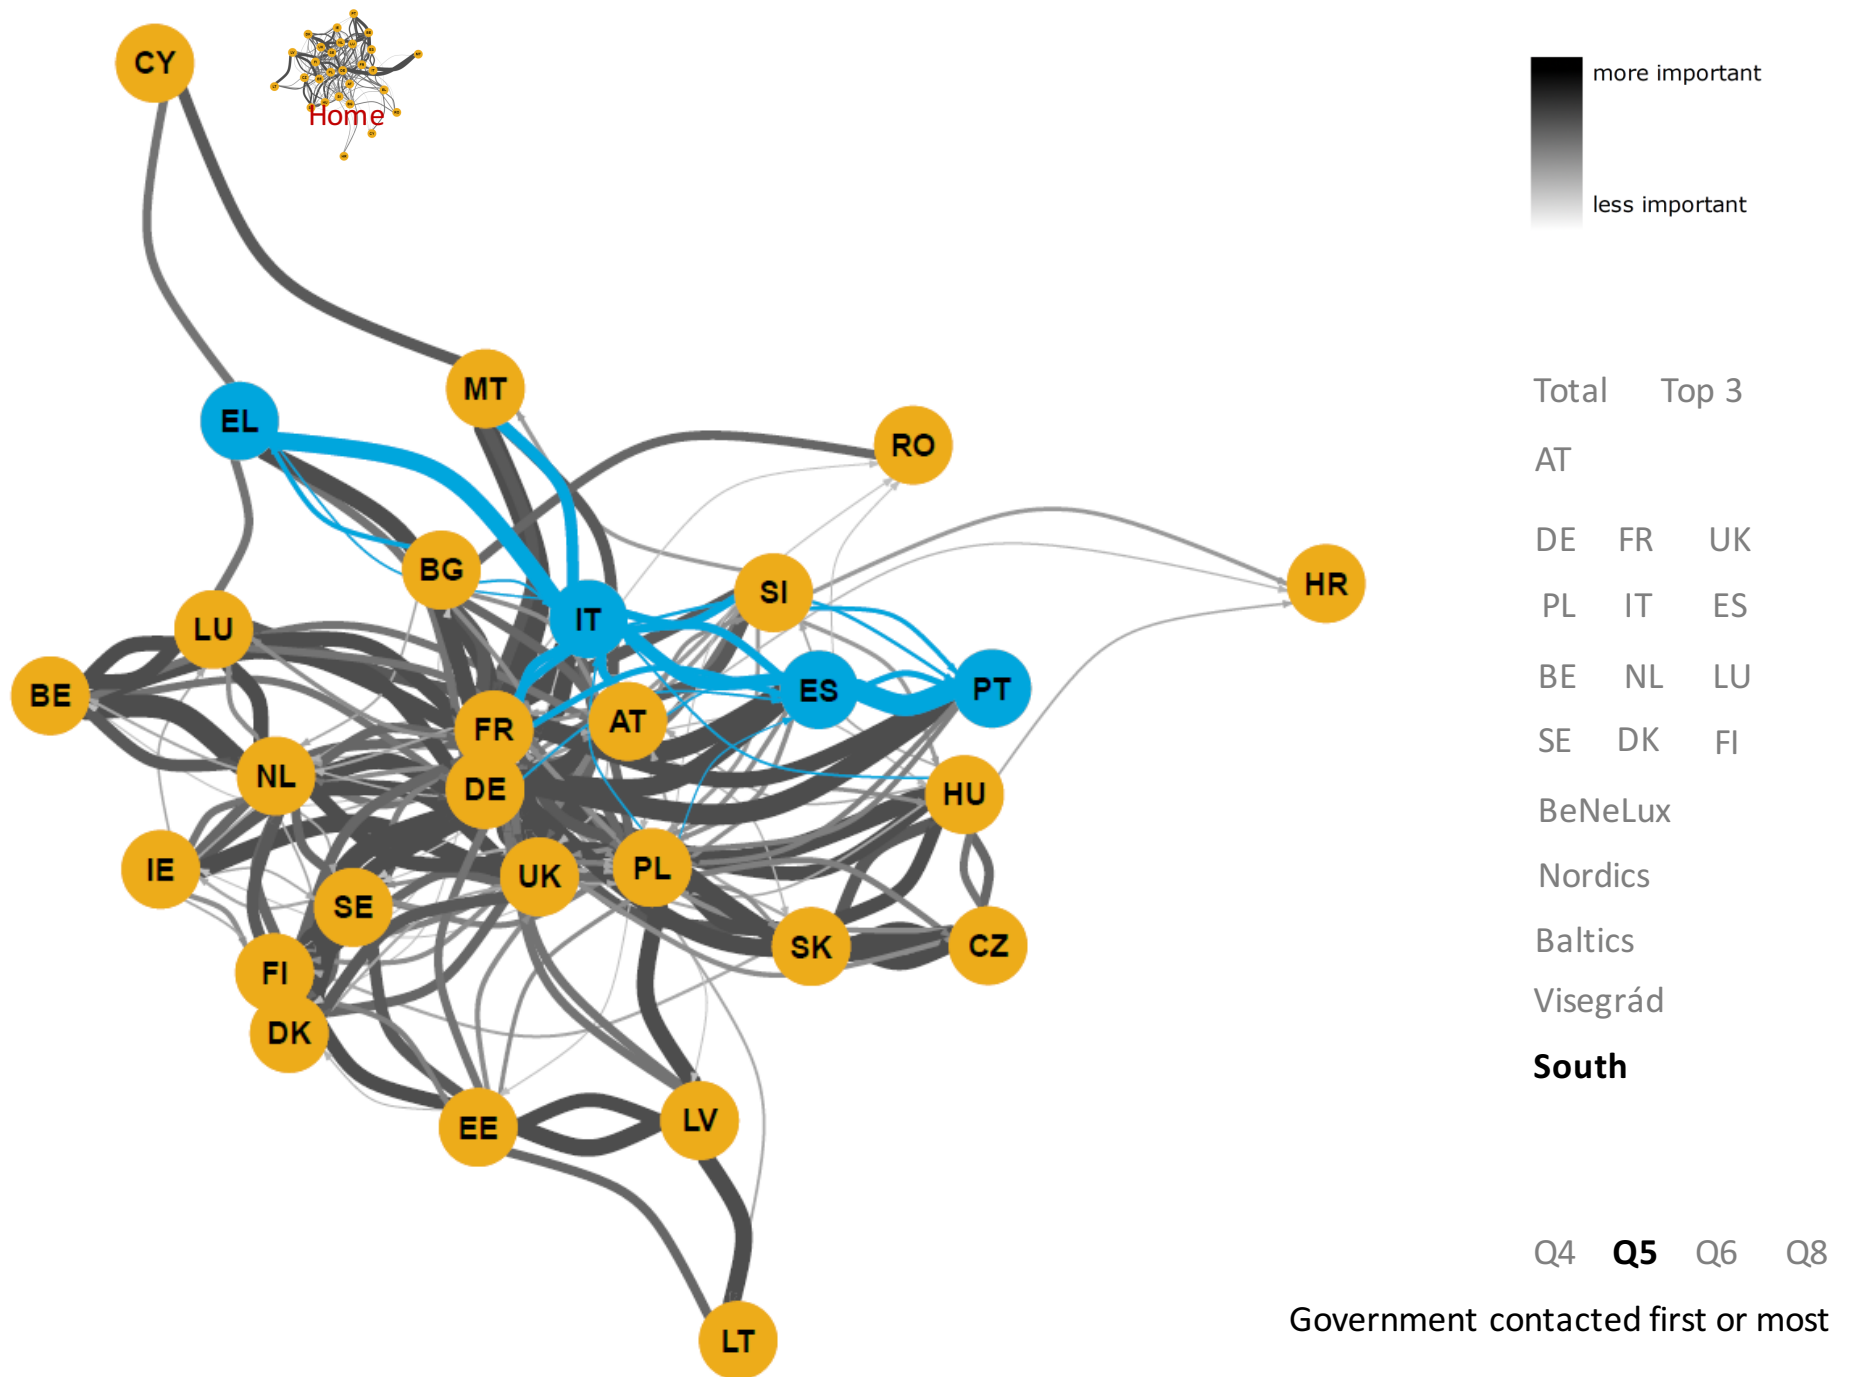 CY
Home
more important
less important
MT
EL
RO
Total Top 3
AT
BG
SI
HR
IT
LU
DE FR UK
PL IT ES
BE
ES
PT
FR
AT
BE NL LU
NL
DE
HU
SE DK FI
IE
UK
PL
BeNeLux
SE
Nordics
FI
SK
CZ
Baltics
DK
Visegrád
South
EE
LV
Q4 Q5 Q6 Q8
LT
Government contacted first or most